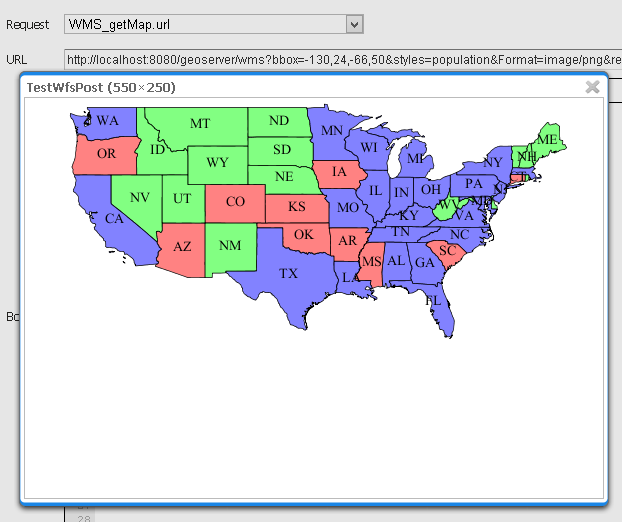 Request WMS_getMap.url
URL http://localhost:8080/geoserver/wms?bbox=-130,24,-66,50&styles=population&Format=image/png&re
TestWfsPost (550×250)
WA MT ND MN ME
OR ID SD WI MI NY NH
WY IA
NE PA
NV UT CO IL IN OH
CA KS MO WV
KY VA
AZ NM OK AR TN NC
TX LA MS AL GA SC
FL
Bo
28